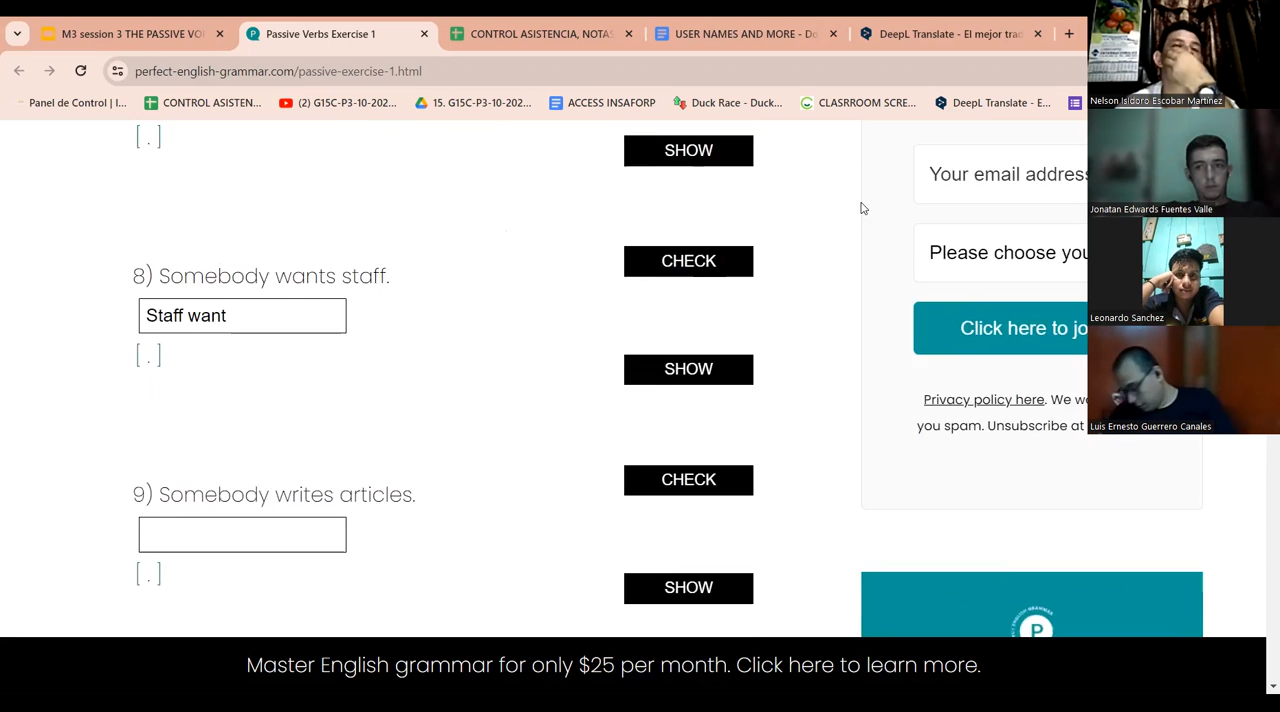 M3 session 3 THE PASSIVE VO
Passive Verbs Exercise 1
CONTROL ASISTENCIA, NOTAS
USER NAMES AND MORE - Do
DeepL Translate - El mejor trad
perfect-english-grammar.com/passive-exercise-1.html
Panel de Control | I...
CONTROL ASISTEN...
(2) G15C-P3-10-202...
15. G15C-P3-10-202...
ACCESS INSAFORP
Duck Race - Duck...
CLASRROOM SCRE...
DeepL Translate - E...
Nelson Isidoro Escobar Martínez
[ . ]
SHOW
Your email address
Jonatan Edwards Fuentes Valle
CHECK
Please choose you
8) Somebody wants staff.
Staff want
[ . ]
SHOW
Click here to jo
Leonardo Sanchez
Privacy policy here. We wo
you spam. Unsubscribe at
Luis Ernesto Guerrero Canales
CHECK
9) Somebody writes articles.
[ . ]
SHOW
PERFECT ENGLISH GRAMMAR
P
Master English grammar for only $25 per month. Click here to learn more.